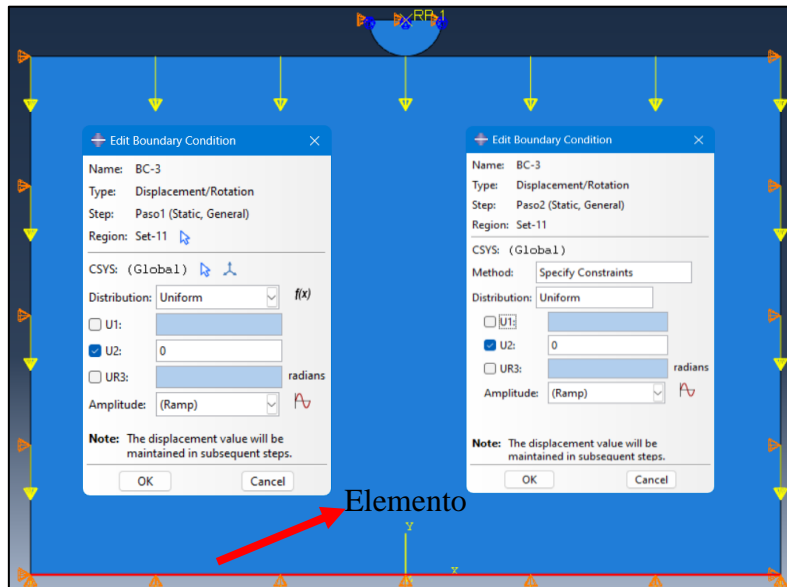 RP-1
Edit Boundary Condition
Name: BC-3
Type: Displacement/Rotation
Step: Paso1 (Static, General)
Region: Set-11
CSYS: (Global)
Distribution: Uniform f(x)
U1:
U2: 0
UR3: radians
Amplitude: (Ramp)
Note: The displacement value will be
maintained in subsequent steps.
OK Cancel
Edit Boundary Condition
Name: BC-3
Type: Displacement/Rotation
Step: Paso2 (Static, General)
Region: Set-11
CSYS: (Global)
Method: Specify Constraints
Distribution: Uniform
U1:
U2: 0
UR3: radians
Amplitude: (Ramp)
Note: The displacement value will be
maintained in subsequent steps.
OK Cancel
Elemento
Y
X